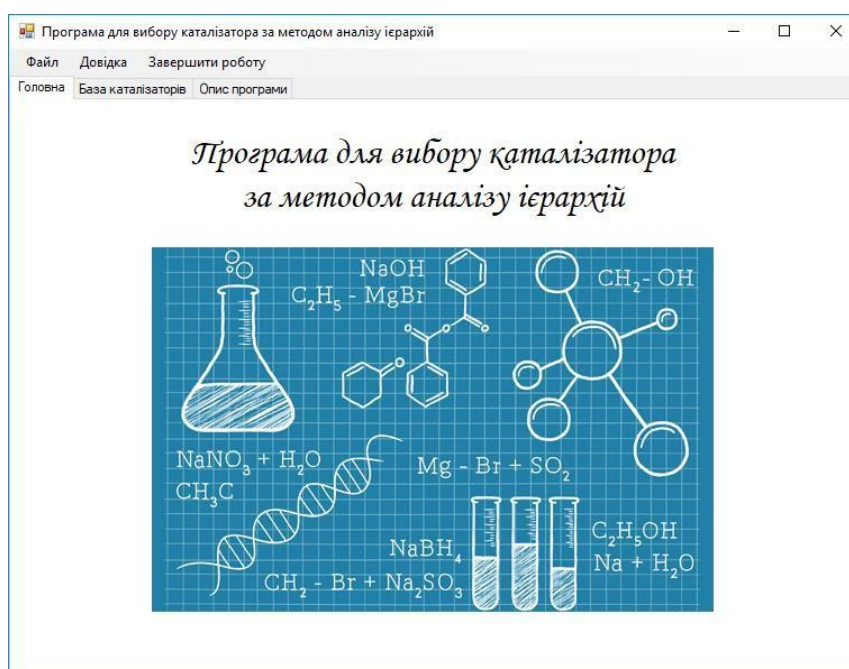 Програма для вибору каталізатора за методом аналізу ієрархій
Файл Довідка Завершити роботу
Головна База каталізаторів Опис програми
Програма для вибору каталізатора
за методом аналізу ієрархій
NaOH
C₂H₅ - MgBr
CH₂- OH
NaNO₃ + H₂O
CH₃C
Mg - Br + SO₂
NaBH₄
CH₂ - Br + Na₂SO₃
C₂H₅OH
Na + H₂O